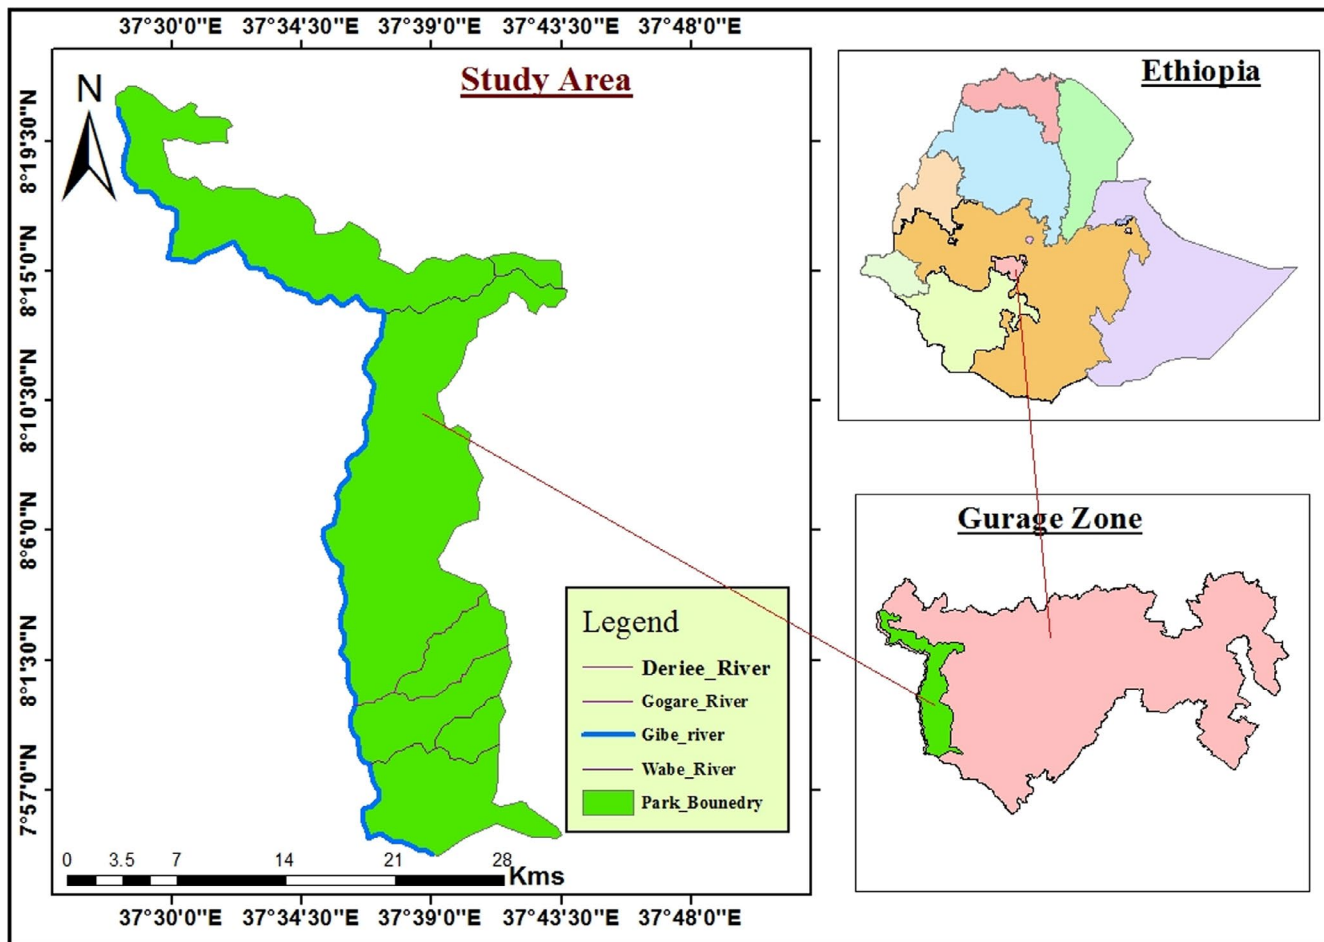 37°30'0"E 37°34'30"E 37°39'0"E 37°43'30"E 37°48'0"E
Study Area
N
8°19'30"N
8°15'0"N
8°10'30"N
8°6'0"N
8°1'30"N
7°57'0"N
Legend
Deriee_River
Gogare_River
Gibe_river
Wabe_River
Park_Bounedry
0 3.5 7 14 21 28
Kms
37°30'0"E 37°34'30"E 37°39'0"E 37°43'30"E 37°48'0"E
Ethiopia
Gurage Zone